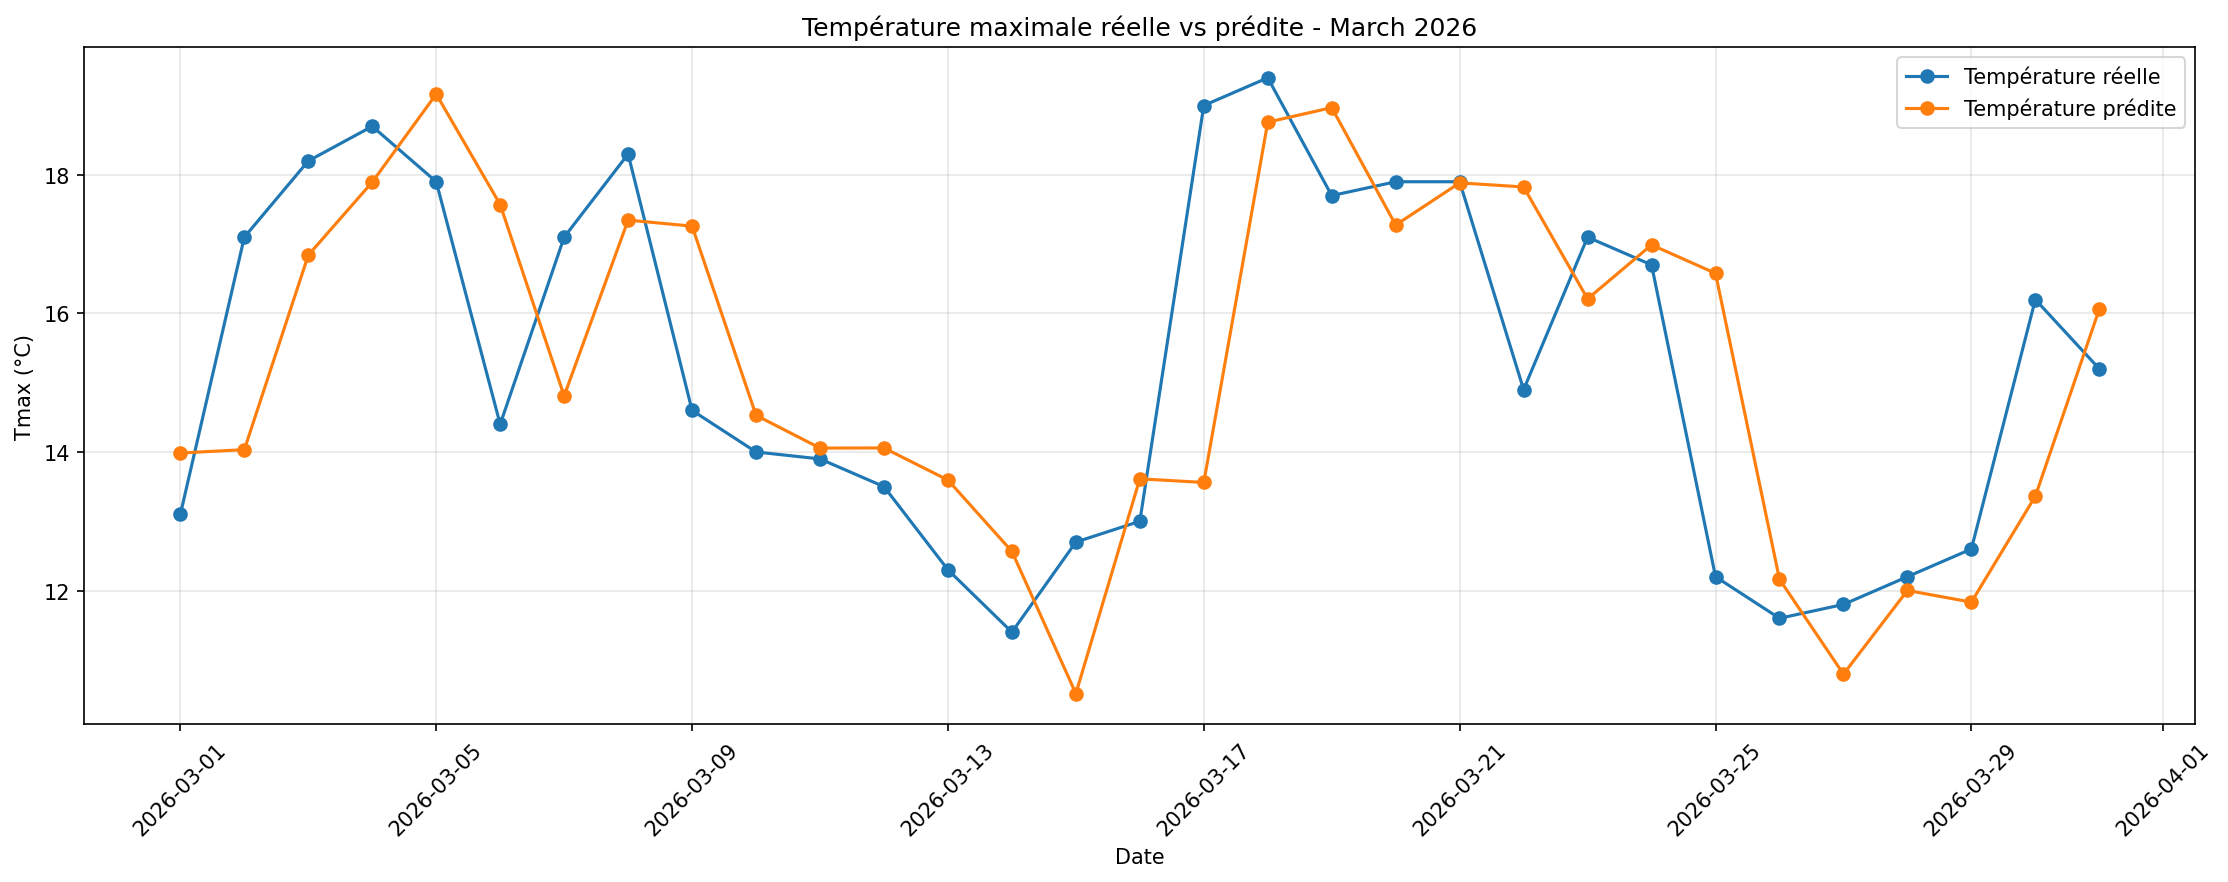 Température maximale réelle vs prédite - March 2026
Température réelle
Température prédite
Tmax (°C)
18
16
14
12
2026-03-01
2026-03-05
2026-03-09
2026-03-13
2026-03-17
2026-03-21
2026-03-25
2026-03-29
2026-04-01
Date